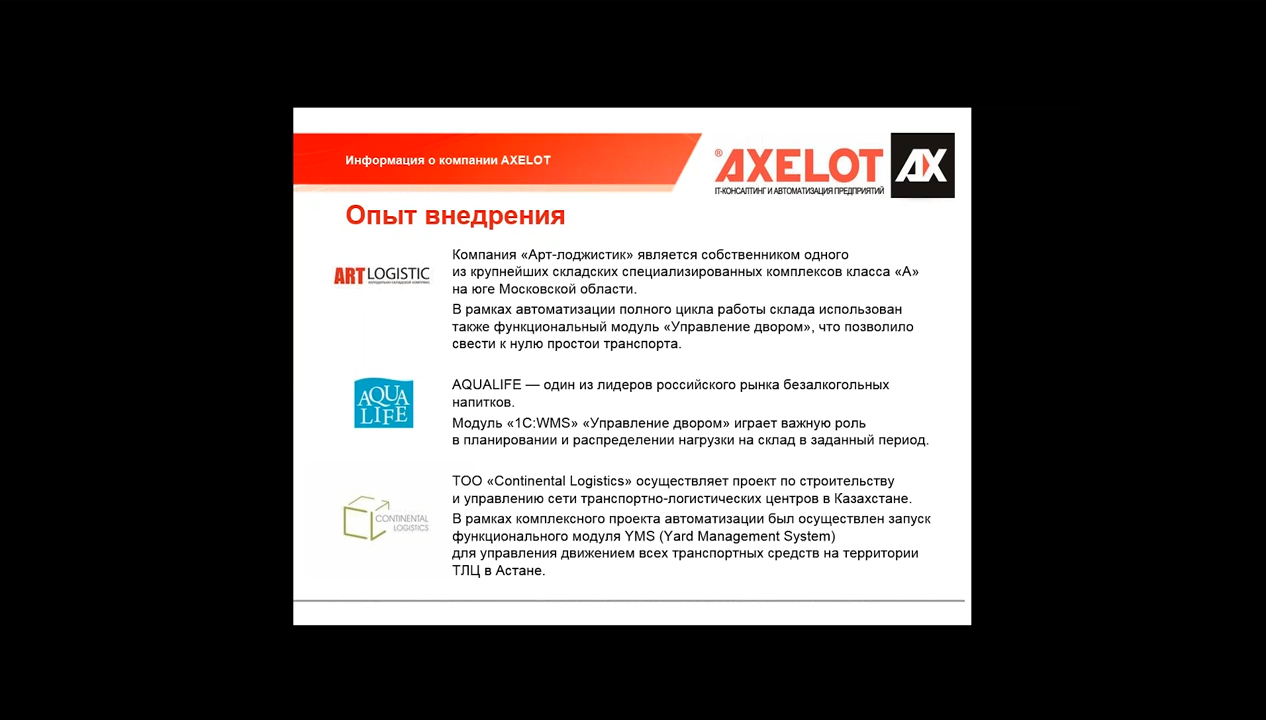 Информация о компании AXELOT
® AXELOT AX
IT-КОНСАЛТИНГ И АВТОМАТИЗАЦИЯ ПРЕДПРИЯТИЙ
Опыт внедрения
ART LOGISTIC
Компания «Арт-лоджистик» является собственником одного
из крупнейших складских специализированных комплексов класса «А»
на юге Московской области.
В рамках автоматизации полного цикла работы склада использован
также функциональный модуль «Управление двором», что позволило
свести к нулю простои транспорта.
AQUA
LIFE
AQUALIFE — один из лидеров российского рынка безалкогольных
напитков.
Модуль «1С:WMS» «Управление двором» играет важную роль
в планировании и распределении нагрузки на склад в заданный период.
CONTINENTAL
LOGISTICS
ТОО «Continental Logistics» осуществляет проект по строительству
и управлению сети транспортно-логистических центров в Казахстане.
В рамках комплексного проекта автоматизации был осуществлен запуск
функционального модуля YMS (Yard Management System)
для управления движением всех транспортных средств на территории
ТЛЦ в Астане.